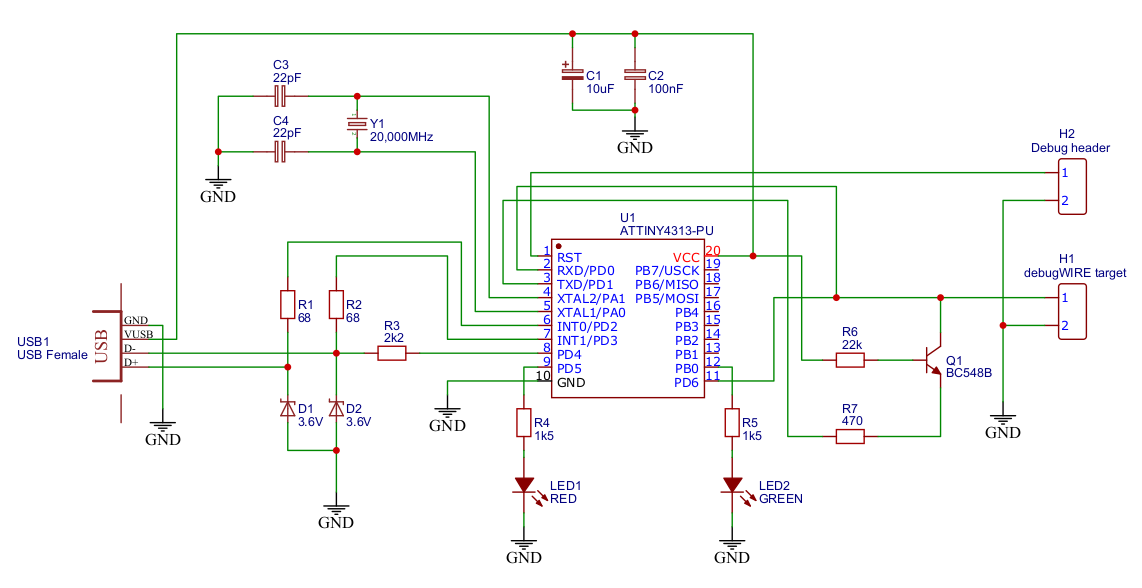 C3
22pF
C4
22pF
Y1
20,000MHz
GND
+
C1
10uF
C2
100nF
GND
H2
Debug header
1
2
H1
debugWIRE target
1
2
GND
U1
ATTINY4313-PU
1 RST
2 RXD/PD0
3 TXD/PD1
4 XTAL2/PA1
5 XTAL1/PA0
6 INT0/PD2
7 INT1/PD3
8 PD4
9 PD5
10 GND
VCC 20
PB7/USCK 19
PB6/MISO 18
PB5/MOSI 17
PB4 16
PB3 15
PB2 14
PB1 13
PB0 12
PD6 11
R1
68
R2
68
R3
2k2
USB1
USB Female
USB
GND
VUSB
D-
D+
GND
D1
3.6V
D2
3.6V
GND
GND
R4
1k5
LED1
RED
GND
R5
1k5
LED2
GREEN
GND
R6
22k
Q1
BC548B
R7
470